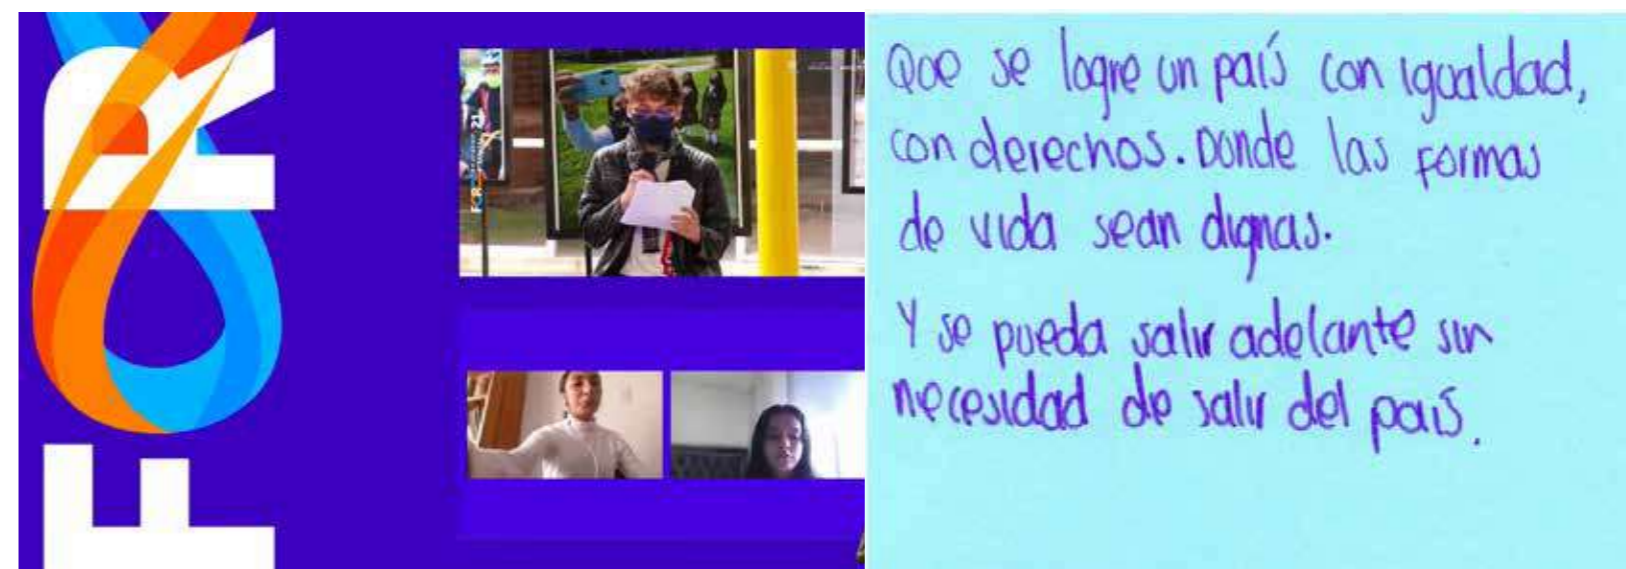 FOR
Que se logre un país con igualdad,
con derechos. Donde las formas
de vida sean dignas.
Y se pueda salir adelante sin
necesidad de salir del país.